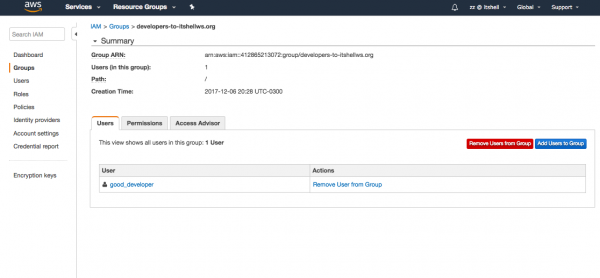 aws Services Resource Groups zz @ itshell Global Support
IAM > Groups > developers-to-itshellws.org
Search IAM
Summary
Dashboard
Groups
Users
Roles
Policies
Identity providers
Account settings
Credential report
Encryption keys
Group ARN: arn:aws:iam::412865213072:group/developers-to-itshellws.org
Users (in this group): 1
Path: /
Creation Time: 2017-12-06 20:28 UTC-0300
Users Permissions Access Advisor
This view shows all users in this group: 1 User
Remove Users from Group Add Users to Group
User Actions
good_developer Remove User from Group